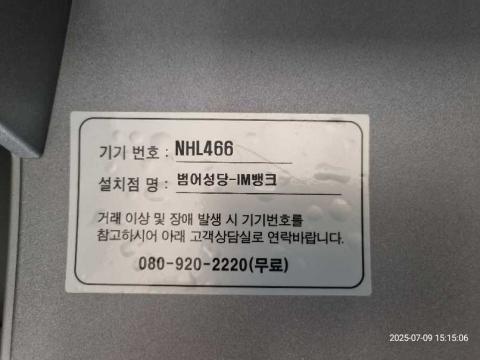 기기 번호 : NHL466
설치점 명 : 범어성당-IM뱅크
거래 이상 및 장애 발생 시 기기번호를
참고하시어 아래 고객상담실로 연락바랍니다.
080-920-2220(무료)
2025-07-09 15:15:06